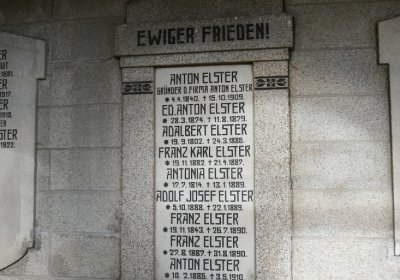 EWIGER FRIEDEN!
ANTON ELSTER
GRÜNDER D. FIRMA ANTON ELSTER
* 4.4.1840. † 15.10.1909.
ED. ANTON ELSTER
* 28.3.1874. † 11.8.1879.
ADALBERT ELSTER
* 19.9.1802. † 24.3.1886.
FRANZ KARL ELSTER
* 19.11.1882. † 21.4.1887.
ANTONIA ELSTER
* 17.7.1814. † 13.1.1889.
ADOLF JOSEF ELSTER
* 5.10.1888. † 22.1.1889.
FRANZ ELSTER
* 19.11.1843. † 26.7.1890.
FRANZ ELSTER
* 27.8.1887. † 31.8.1890.
ANTON ELSTER
* 10.2.1886. † 3.5.1910.
1922.